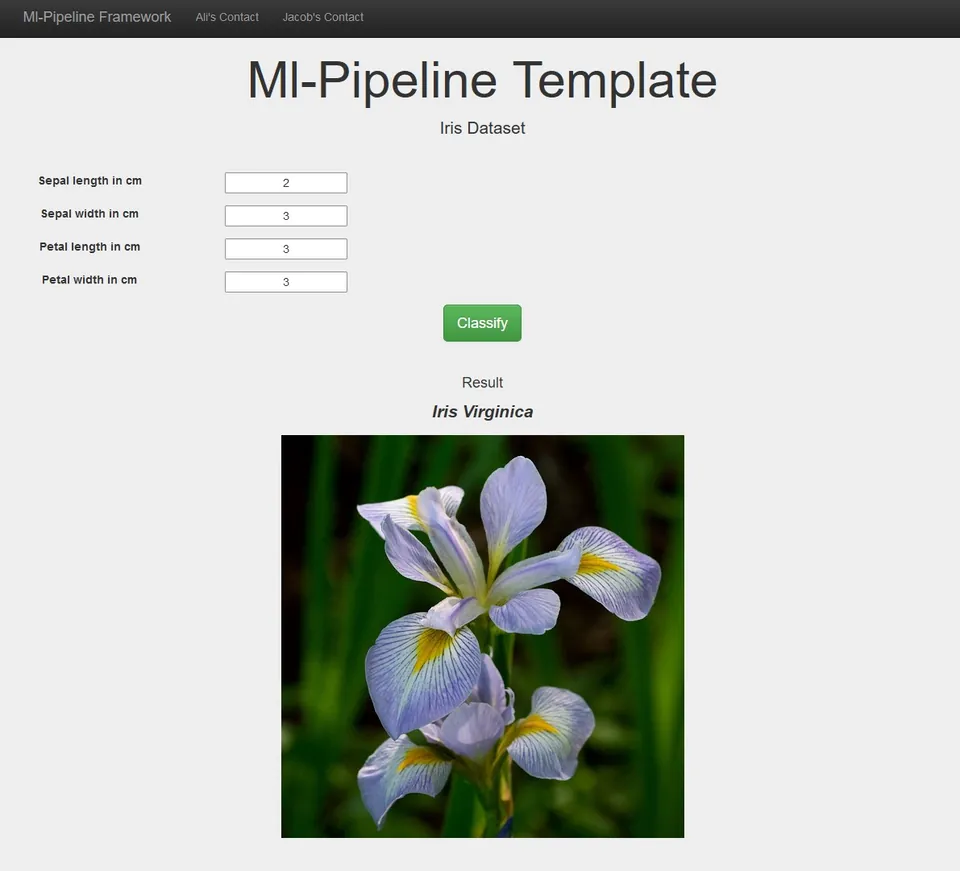 Ml-Pipeline Framework Ali's Contact Jacob's Contact
Ml-Pipeline Template
Iris Dataset
Sepal length in cm 2
Sepal width in cm 3
Petal length in cm 3
Petal width in cm 3
Classify
Result
Iris Virginica